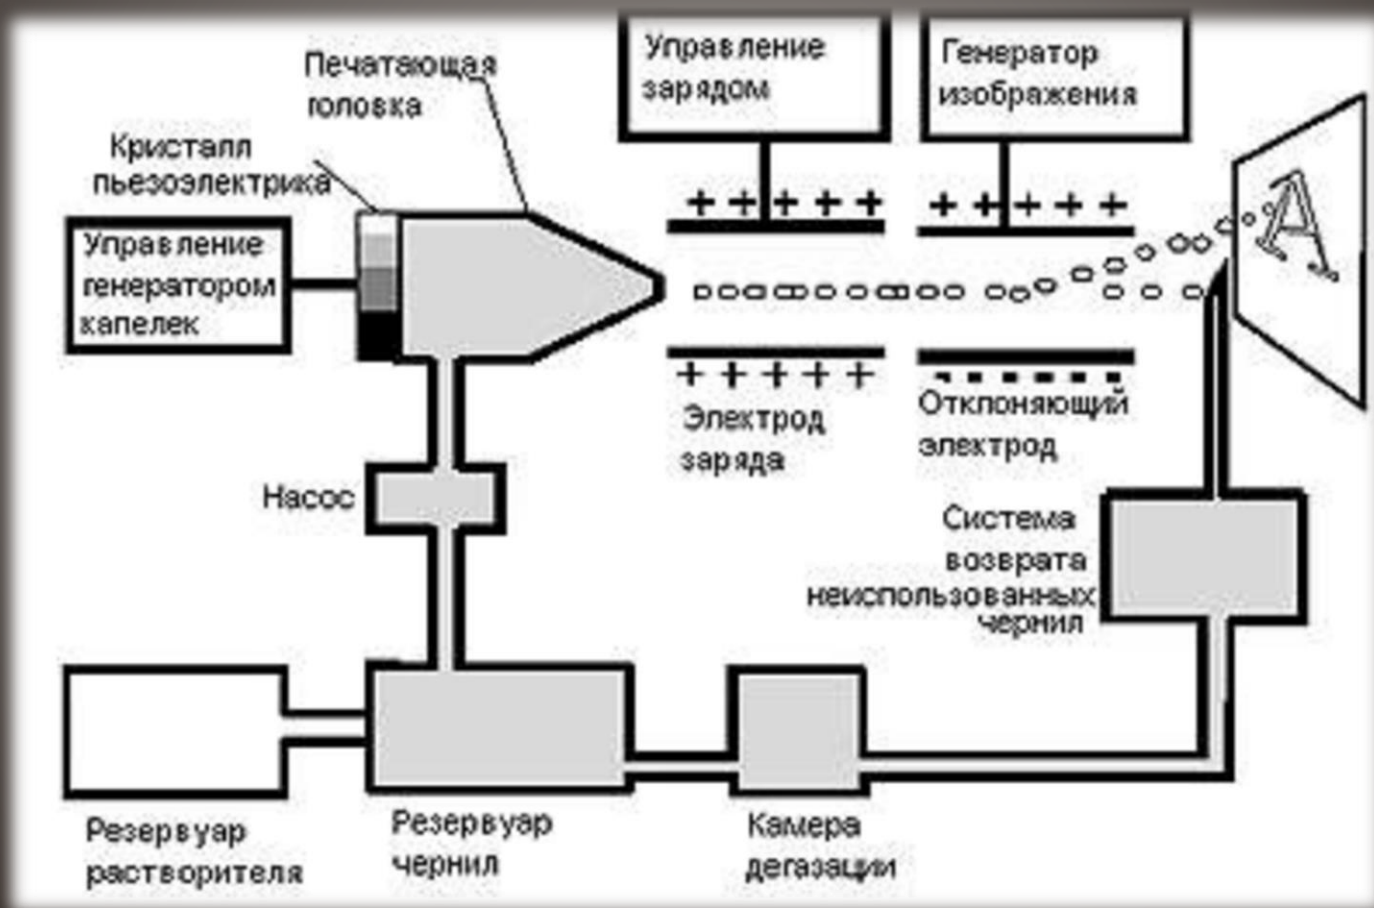 Печатающая
головка
Управление
зарядом
Генератор
изображения
Кристалл
пьезоэлектрика
Управление
генератором
капелек
A
Электрод
заряда
Отклоняющий
электрод
Насос
Система
возврата
неиспользованных
чернил
Резервуар
растворителя
Резервуар
чернил
Камера
дегазации